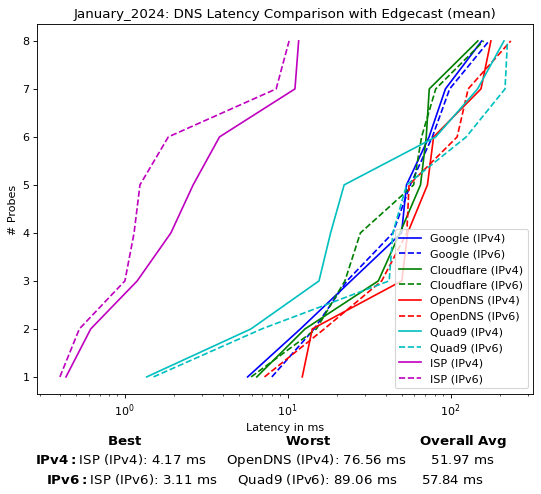 January_2024: DNS Latency Comparison with Edgecast (mean)
8
7
6
5
4
3
2
1
# Probes
Google (IPv4)
Google (IPv6)
Cloudflare (IPv4)
Cloudflare (IPv6)
OpenDNS (IPv4)
OpenDNS (IPv6)
Quad9 (IPv4)
Quad9 (IPv6)
ISP (IPv4)
ISP (IPv6)
10⁰ 10¹ 10²
Latency in ms
Best Worst Overall Avg
IPv4: ISP (IPv4): 4.17 ms OpenDNS (IPv4): 76.56 ms 51.97 ms
IPv6: ISP (IPv6): 3.11 ms Quad9 (IPv6): 89.06 ms 57.84 ms